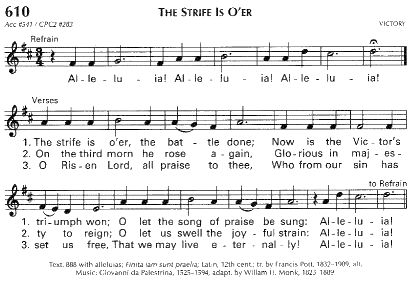 610 THE STRIFE IS O'ER
Acc #541 / CPC2 #283 VICTORY
Refrain
Al - le - lu - ia! Al - le - lu - ia! Al - le - lu - ia!
Verses
1. The strife is o'er, the bat - tle done; Now is the Vic - tor's
2. On the third morn he rose a - gain, Glo - rious in maj - es -
3. O Ris - en Lord, all praise to thee, Who from our sin has
to Refrain
1. tri - umph won; O let the song of praise be sung: Al - le - lu - ia!
2. ty to reign; O let us swell the joy - ful strain: Al - le - lu - ia!
3. set us free, That we may live e - ter - nal - ly! Al - le - lu - ia!
Text: 888 with alleluias; Finita iam sunt praelia; Latin, 12th cent.; tr. by Francis Pott, 1832-1909, alt.
Music: Giovanni da Palestrina, 1525-1594; adapt. by William H. Monk, 1823-1889